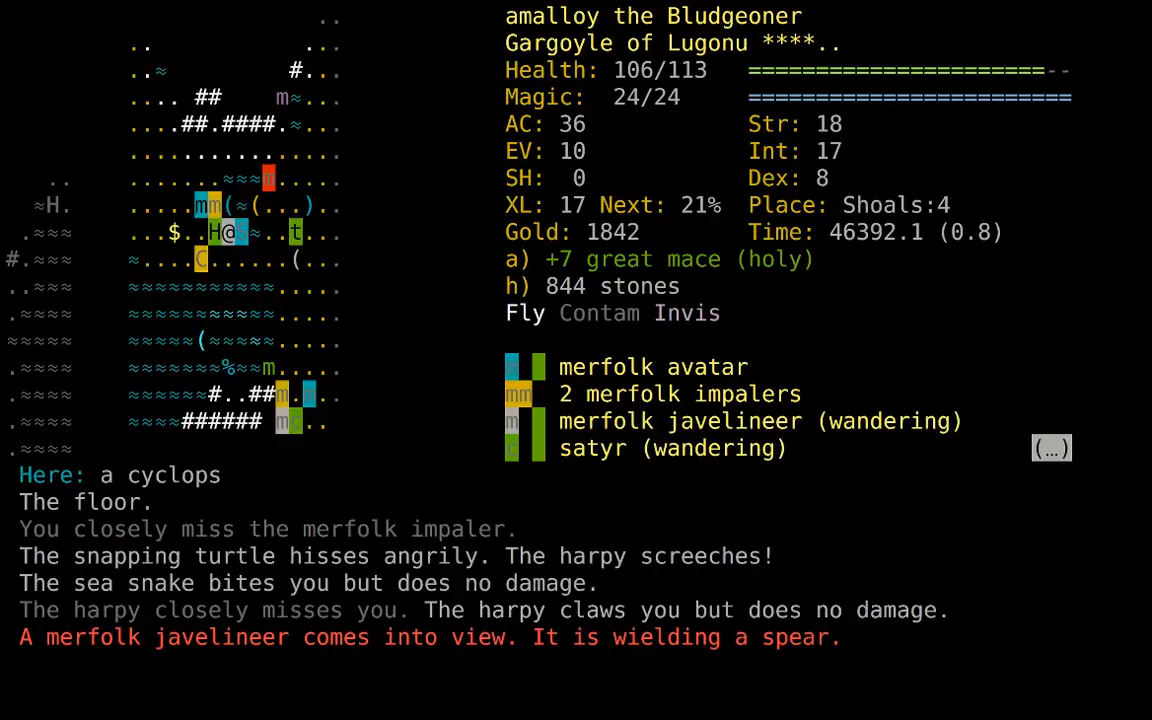 amalloy the Bludgeoner
Gargoyle of Lugonu ****..
Health: 106/113 ======================--
Magic: 24/24 ========================
AC: 36 Str: 18
EV: 10 Int: 17
SH: 0 Dex: 8
XL: 17 Next: 21% Place: Shoals:4
Gold: 1842 Time: 46392.1 (0.8)
a) +7 great mace (holy)
h) 844 stones
Fly Contam Invis
m merfolk avatar
mm 2 merfolk impalers
m merfolk javelineer (wandering)
c satyr (wandering) (…)
Here: a cyclops
The floor.
You closely miss the merfolk impaler.
The snapping turtle hisses angrily. The harpy screeches!
The sea snake bites you but does no damage.
The harpy closely misses you. The harpy claws you but does no damage.
A merfolk javelineer comes into view. It is wielding a spear.